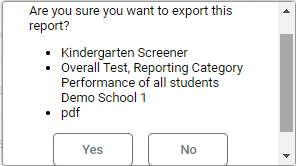 Are you sure you want to export this
report?
• Kindergarten Screener
• Overall Test, Reporting Category
Performance of all students
Demo School 1
• pdf
Yes No